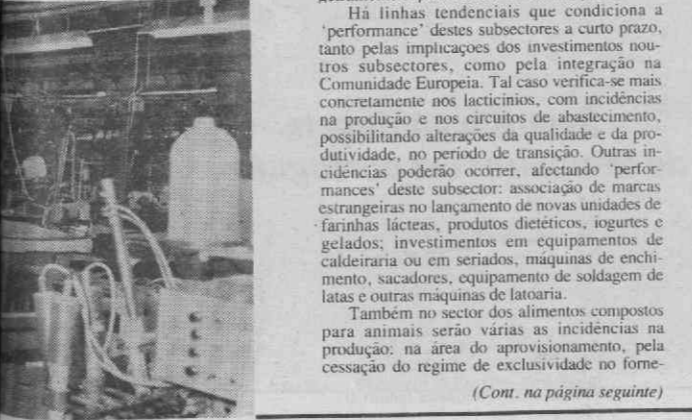 Há linhas tendenciais que condiciona a
'performance' destes subsectores a curto prazo,
tanto pelas implicações dos investimentos nou-
tros subsectores, como pela integração na
Comunidade Europeia. Tal caso verifica-se mais
concretamente nos lacticínios, com incidências
na produção e nos circuitos de abastecimento,
possibilitando alterações da qualidade e da pro-
dutividade, no período de transição. Outras in-
cidências poderão ocorrer, afectando 'perfor-
mances' deste subsector: associação de marcas
estrangeiras no lançamento de novas unidades de
farinhas lácteas, produtos dietéticos, iogurtes e
gelados; investimentos em equipamentos de
caldeiraria ou em seriados, máquinas de enchi-
mento, sacadores, equipamento de soldagem de
latas e outras máquinas de latoaria.
Também no sector dos alimentos compostos
para animais serão várias as incidências na
produção: na área do aprovisionamento, pela
cessação do regime de exclusividade no forne-
(Cont. na página seguinte)